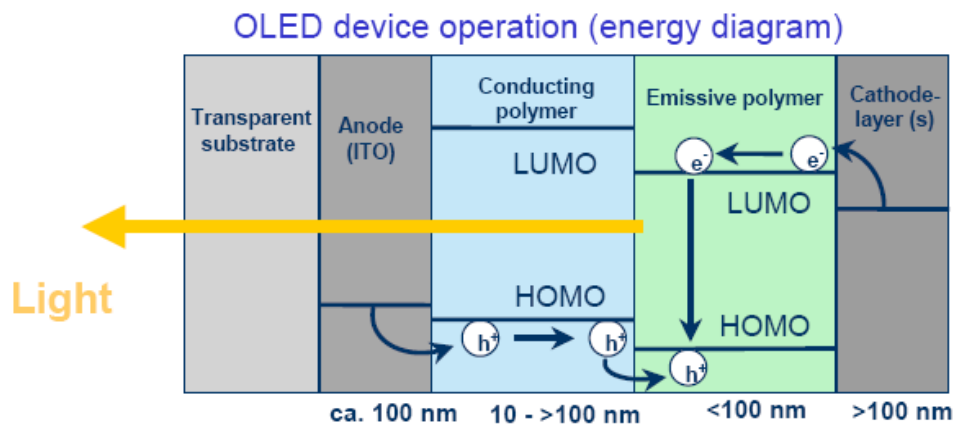 OLED device operation (energy diagram)
Transparent
substrate
Anode
(ITO)
Conducting
polymer
Emissive polymer
Cathode-
layer (s)
LUMO
e-
e-
LUMO
Light
HOMO
HOMO
h+
h+
h+
ca. 100 nm
10 - >100 nm
<100 nm
>100 nm